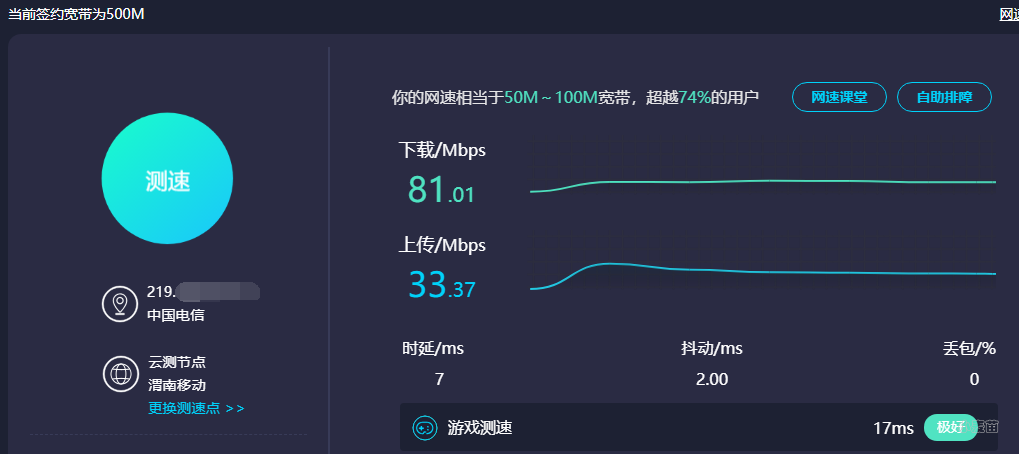 当前签约宽带为500M
网速
你的网速相当于50M ~ 100M宽带，超越74%的用户
网速课堂
自助排障
测速
下载/Mbps
81.01
上传/Mbps
33.37
219.
中国电信
云测节点
渭南移动
更换测速点 >>
时延/ms
抖动/ms
丢包/%
7
2.00
0
游戏测速
17ms
极好